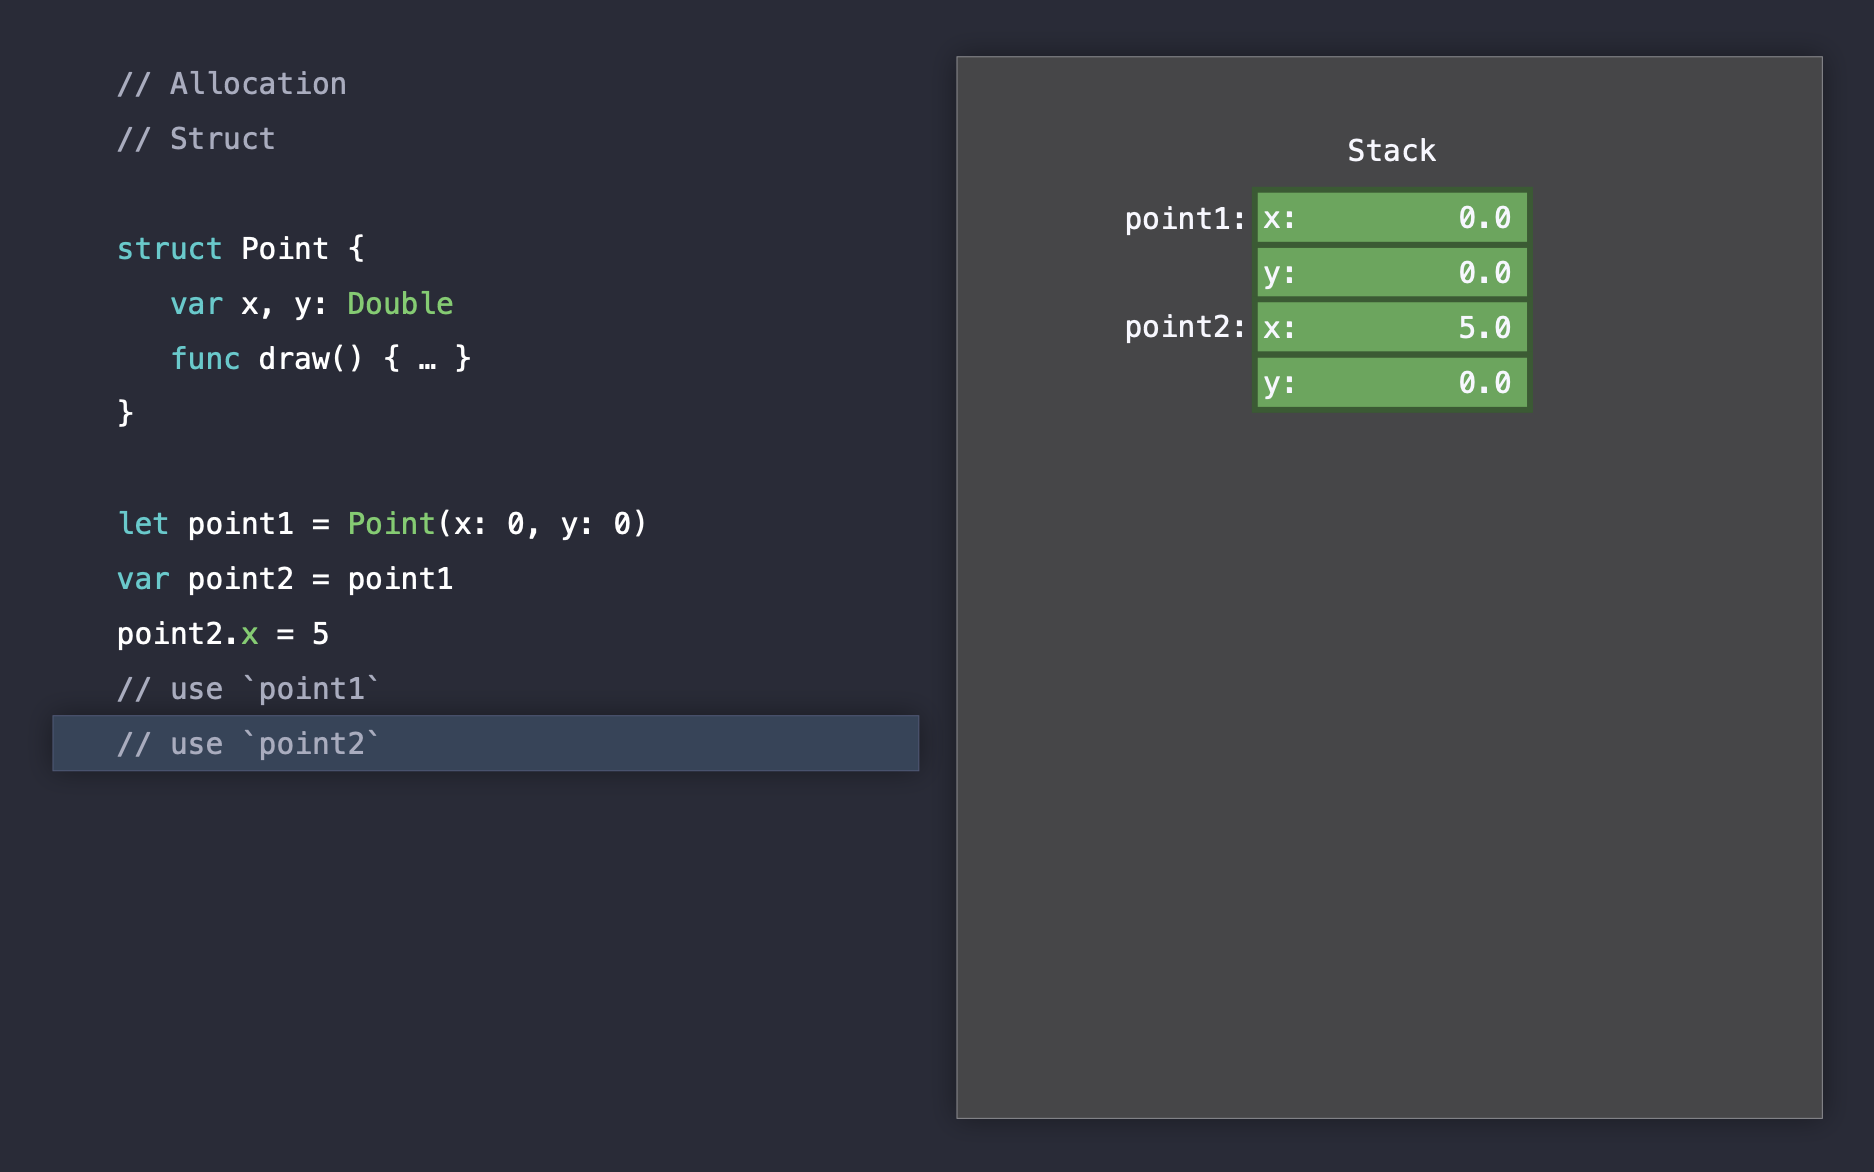 // Allocation
// Struct
struct Point {
var x, y: Double
func draw() { … }
}
let point1 = Point(x: 0, y: 0)
var point2 = point1
point2.x = 5
// use `point1`
// use `point2`
Stack
point1: x: 0.0
y: 0.0
point2: x: 5.0
y: 0.0